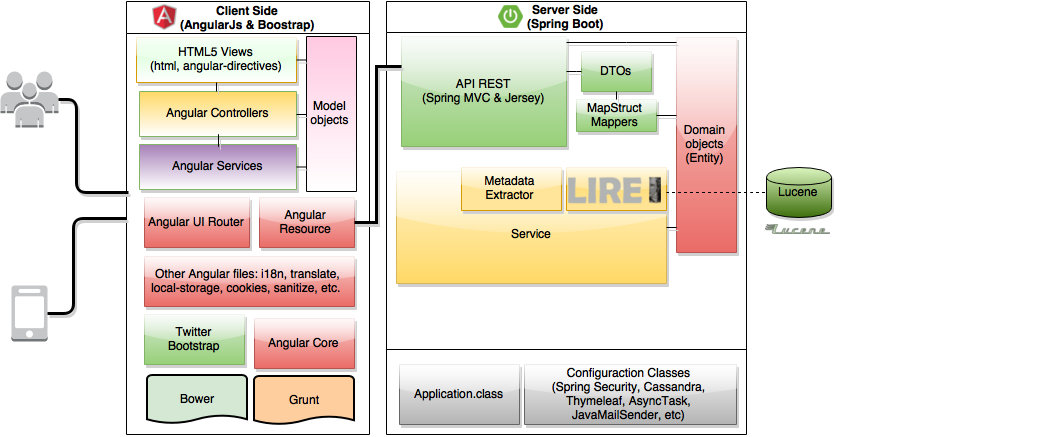 Client Side
(AngularJs & Boostrap)
HTML5 Views
(html, angular-directives)
Angular Controllers
Angular Services
Model
objects
Angular UI Router
Angular
Resource
Other Angular files: i18n, translate,
local-storage, cookies, sanitize, etc.
Twitter
Bootstrap
Angular Core
Bower
Grunt
Server Side
(Spring Boot)
API REST
(Spring MVC & Jersey)
DTOs
MapStruct
Mappers
Domain
objects
(Entity)
Metadata
Extractor
LIRE
Service
Lucene
Lucene
Application.class
Configuraction Classes
(Spring Security, Cassandra,
Thymeleaf, AsyncTask,
JavaMailSender, etc)